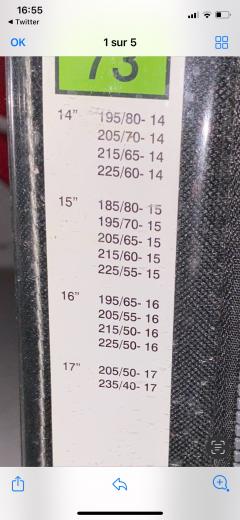 16:55
Twitter
OK
1 sur 5
73
14" 195/80- 14
205/70- 14
215/65- 14
225/60- 14
15" 185/80- 15
195/70- 15
205/65- 15
215/60- 15
225/55- 15
16" 195/65- 16
205/55- 16
215/50- 16
225/50- 16
17" 205/50- 17
235/40- 17